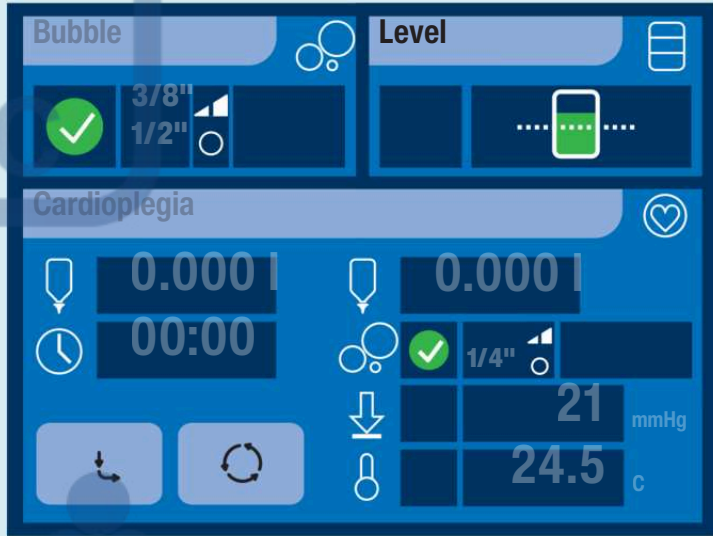 Bubble
Level
3/8"
1/2"
Cardioplegia
0.000 l
0.000 l
00:00
1/4"
21 mmHg
24.5 C